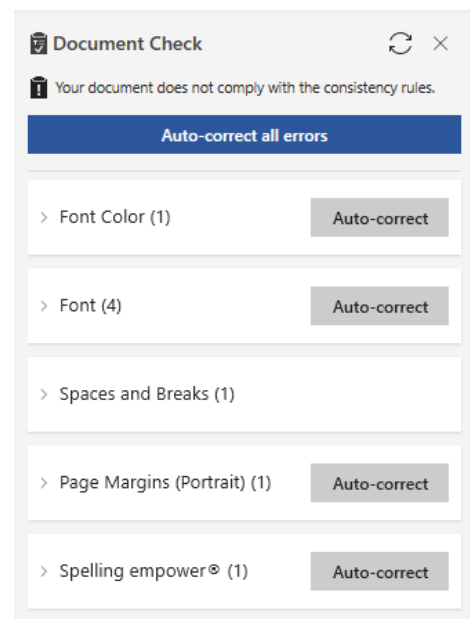 Document Check
Your document does not comply with the consistency rules.
Auto-correct all errors
Font Color (1)
Auto-correct
Font (4)
Auto-correct
Spaces and Breaks (1)
Page Margins (Portrait) (1)
Auto-correct
Spelling empower® (1)
Auto-correct